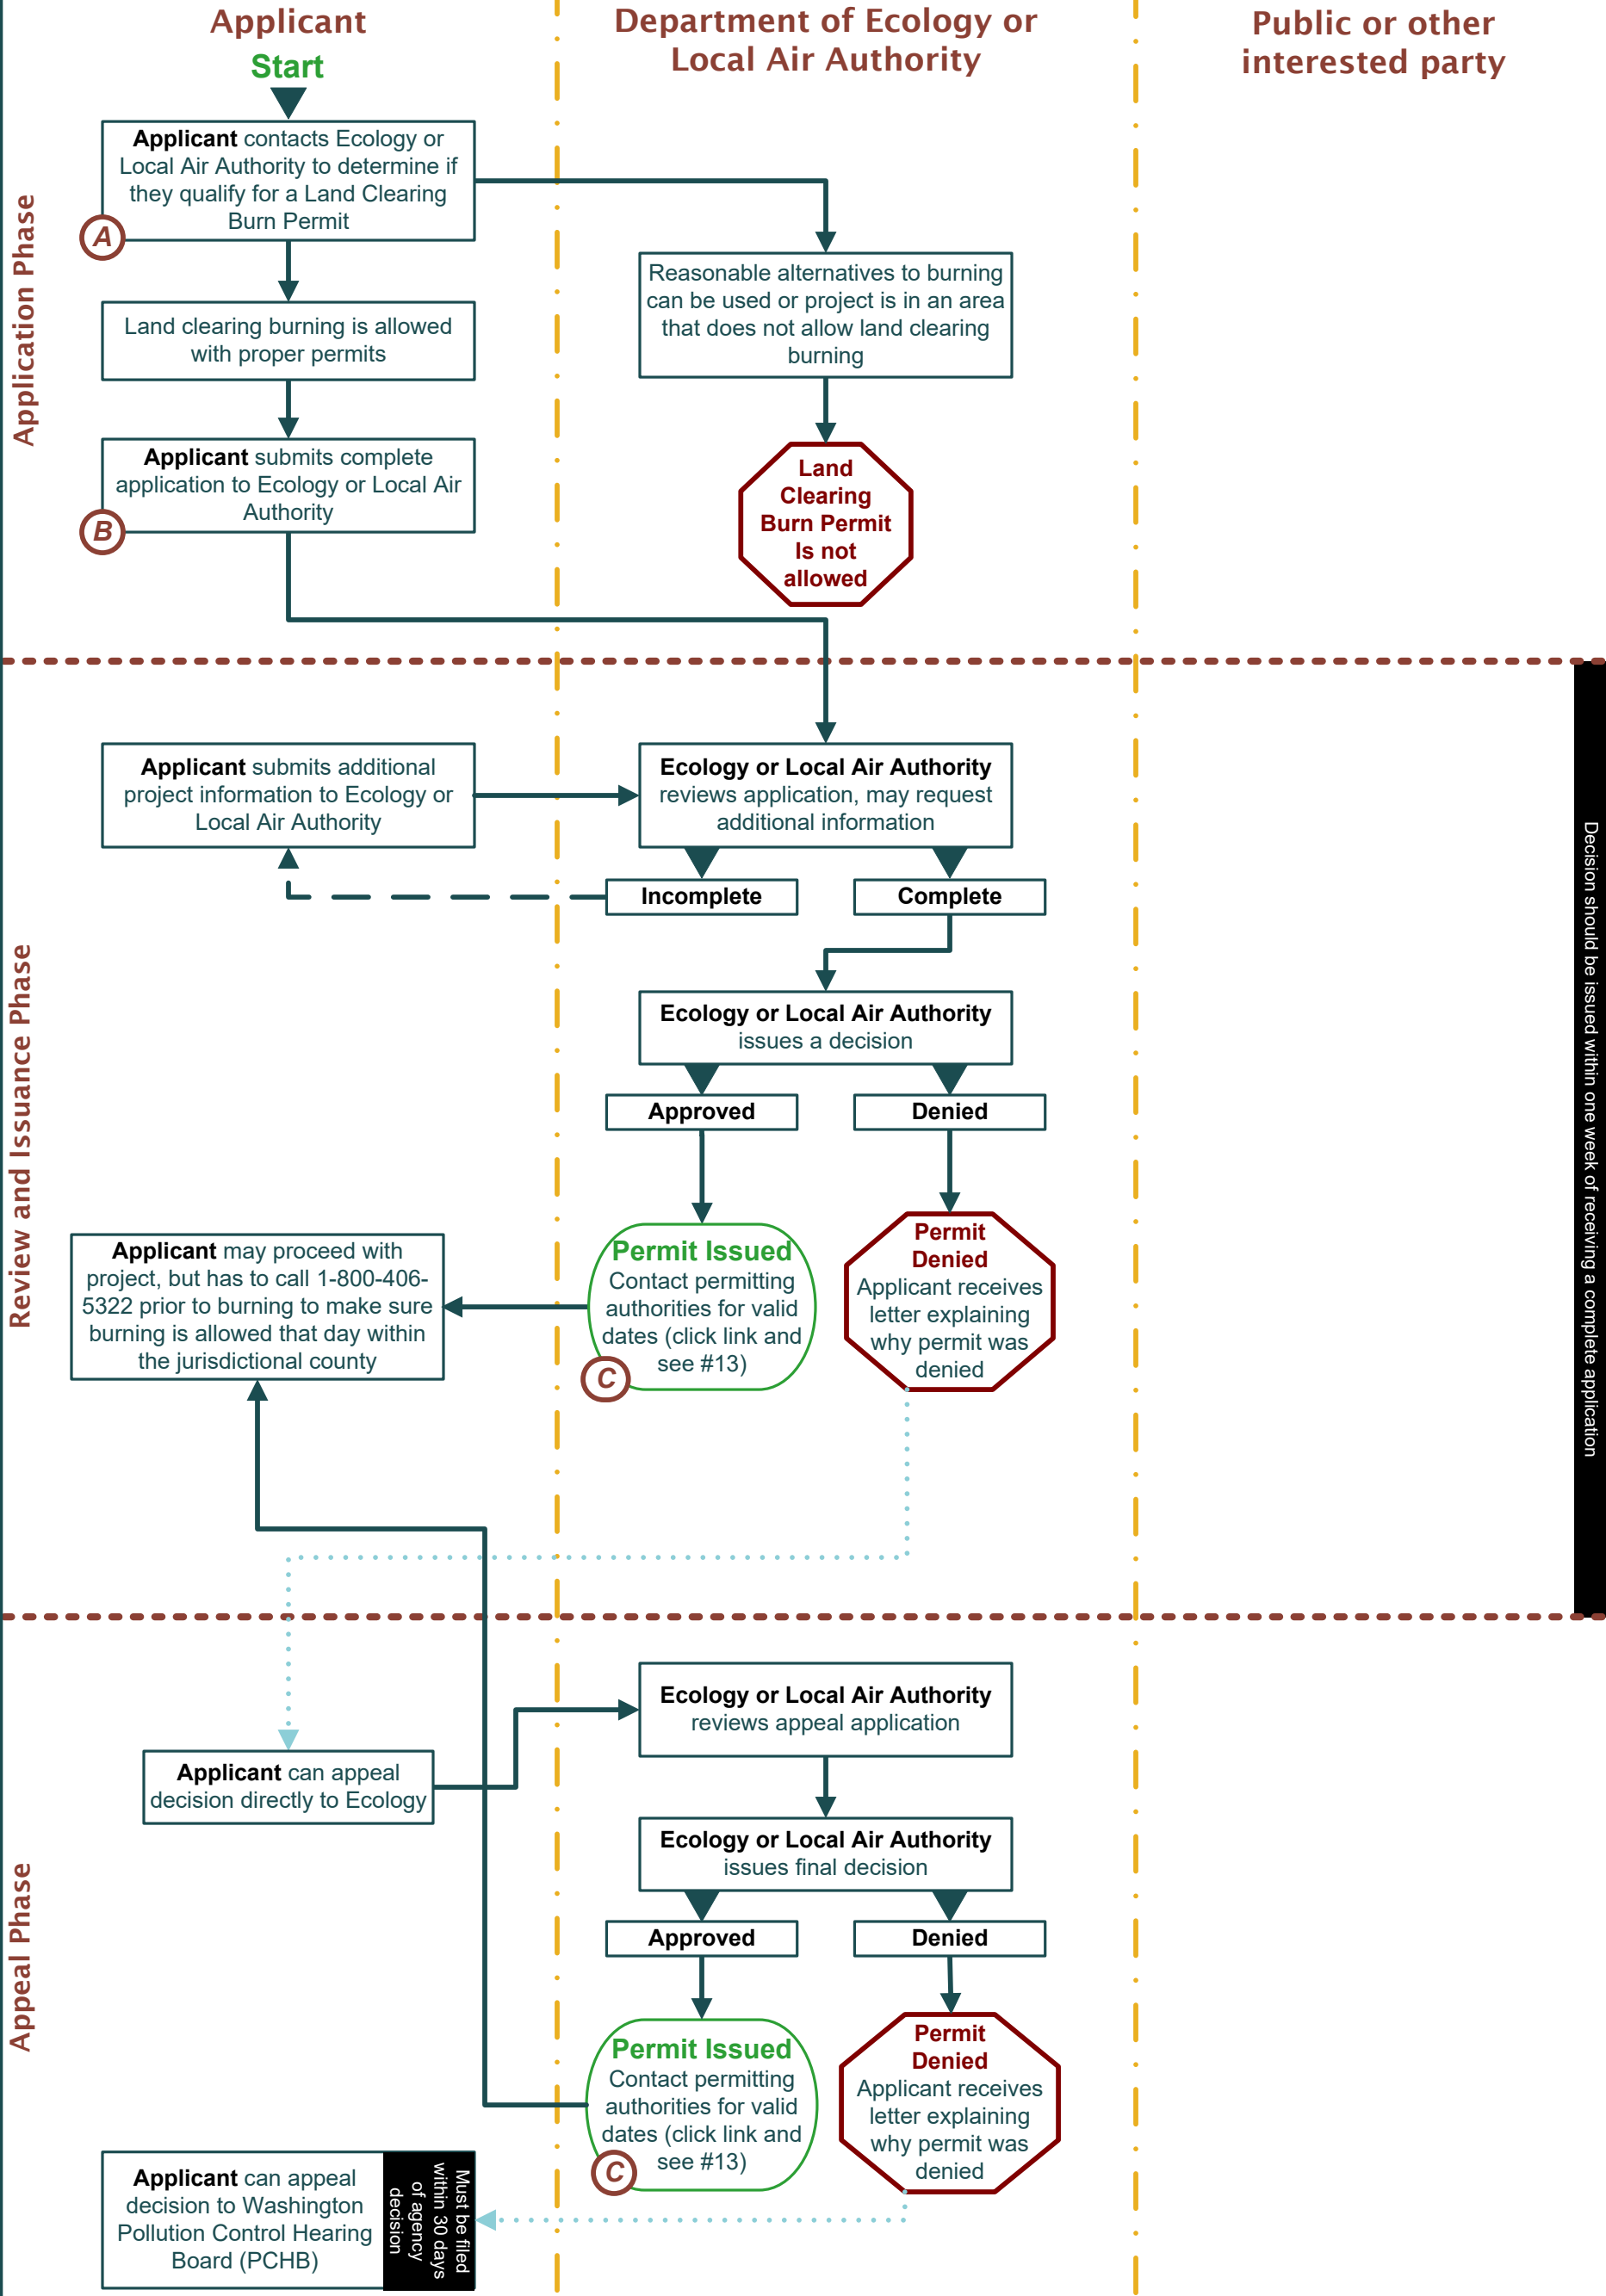 Applicant
Department of Ecology or
Local Air Authority
Public or other
interested party
Start
Application Phase
Applicant contacts Ecology or
Local Air Authority to determine if
they qualify for a Land Clearing
Burn Permit
A
Reasonable alternatives to burning
can be used or project is in an area
that does not allow land clearing
burning
Land clearing burning is allowed
with proper permits
Applicant submits complete
application to Ecology or Local Air
Authority
B
Land
Clearing
Burn Permit
Is not
allowed
Review and Issuance Phase
Applicant submits additional
project information to Ecology or
Local Air Authority
Ecology or Local Air Authority
reviews application, may request
additional information
Incomplete
Complete
Ecology or Local Air Authority
issues a decision
Approved
Denied
Applicant may proceed with
project, but has to call 1-800-406-
5322 prior to burning to make sure
burning is allowed that day within
the jurisdictional county
Permit Issued
Contact permitting
authorities for valid
dates (click link and
see #13)
C
Permit
Denied
Applicant receives
letter explaining
why permit was
denied
Decision should be issued within one week of receiving a complete application
Appeal Phase
Applicant can appeal
decision directly to Ecology
Ecology or Local Air Authority
reviews appeal application
Ecology or Local Air Authority
issues final decision
Approved
Denied
Permit Issued
Contact permitting
authorities for valid
dates (click link and
see #13)
C
Permit
Denied
Applicant receives
letter explaining
why permit was
denied
Applicant can appeal
decision to Washington
Pollution Control Hearing
Board (PCHB)
Must be filed
within 30 days
of agency
decision